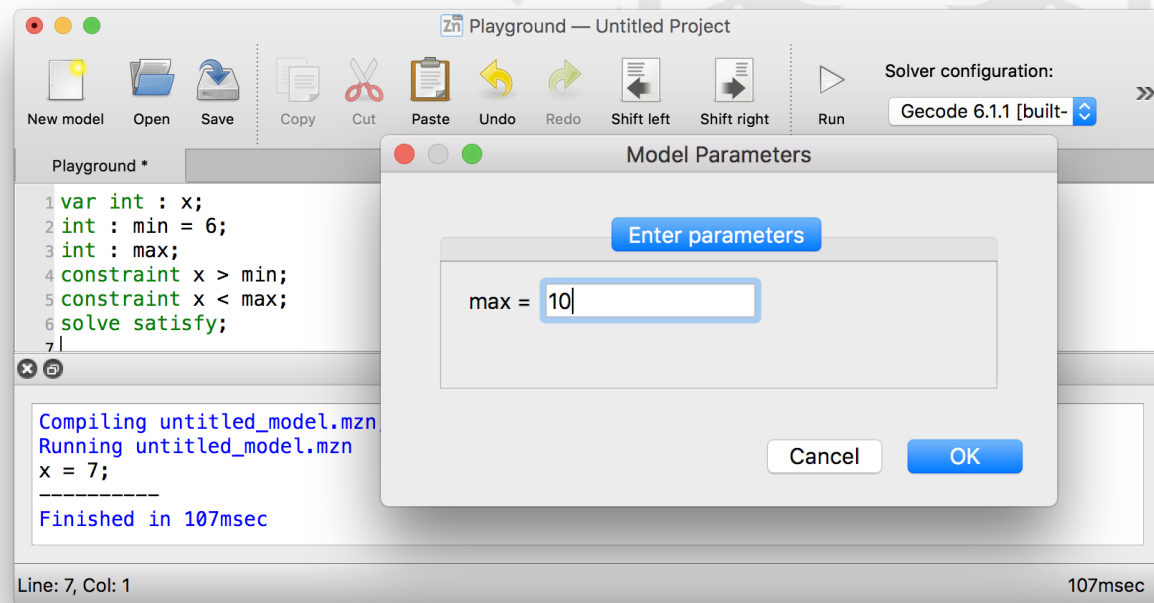 Zn Playground — Untitled Project
New model Open Save Copy Cut Paste Undo Redo Shift left Shift right Run
Solver configuration:
Gecode 6.1.1 [built-
»
Playground *
1 var int : x;
2 int : min = 6;
3 int : max;
4 constraint x > min;
5 constraint x < max;
6 solve satisfy;
7
Model Parameters
Enter parameters
max = 10
Cancel OK
Compiling untitled_model.mzn,
Running untitled_model.mzn
x = 7;
----------
Finished in 107msec
Line: 7, Col: 1
107msec